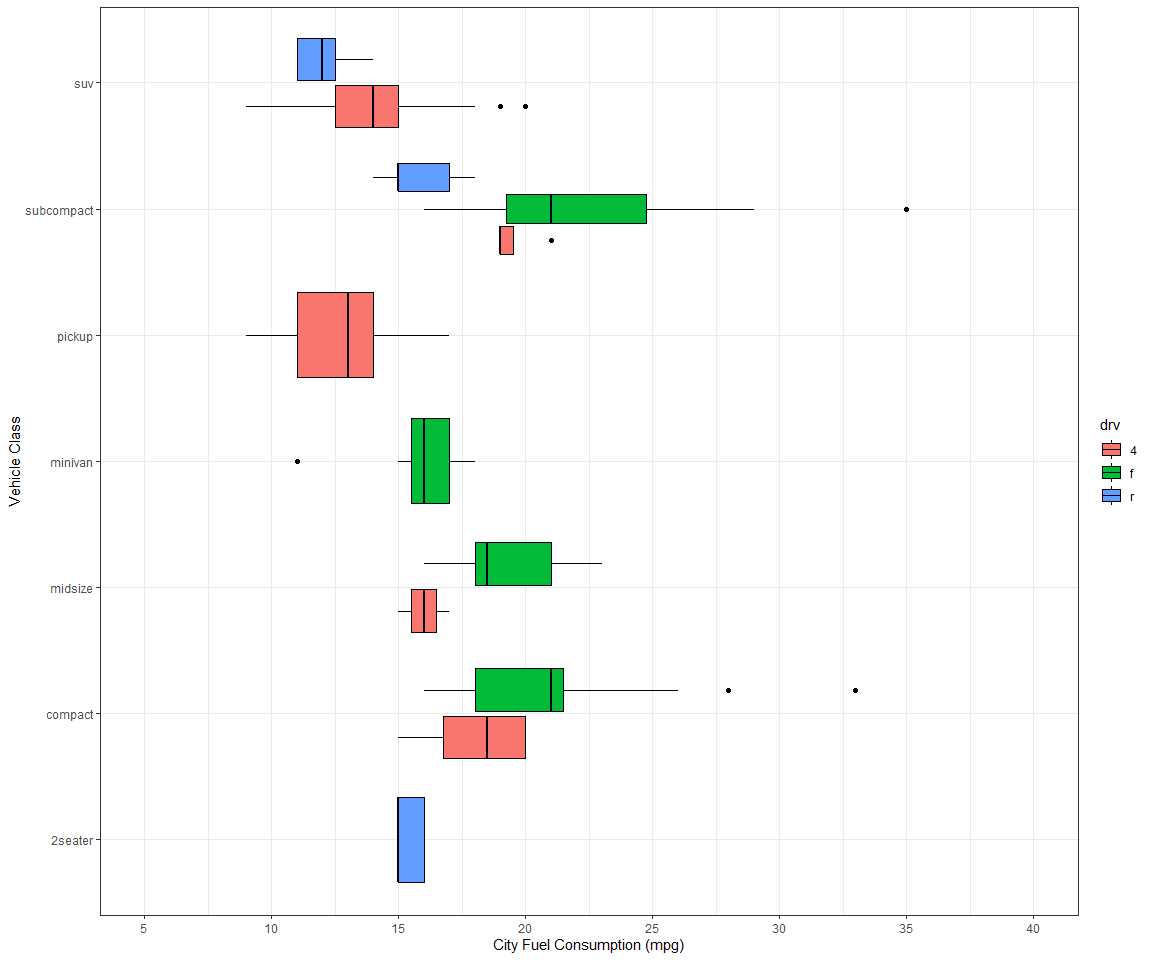 suv
subcompact
pickup
minivan
midsize
compact
2seater
Vehicle Class
5 10 15 20 25 30 35 40
City Fuel Consumption (mpg)
drv
4
f
r